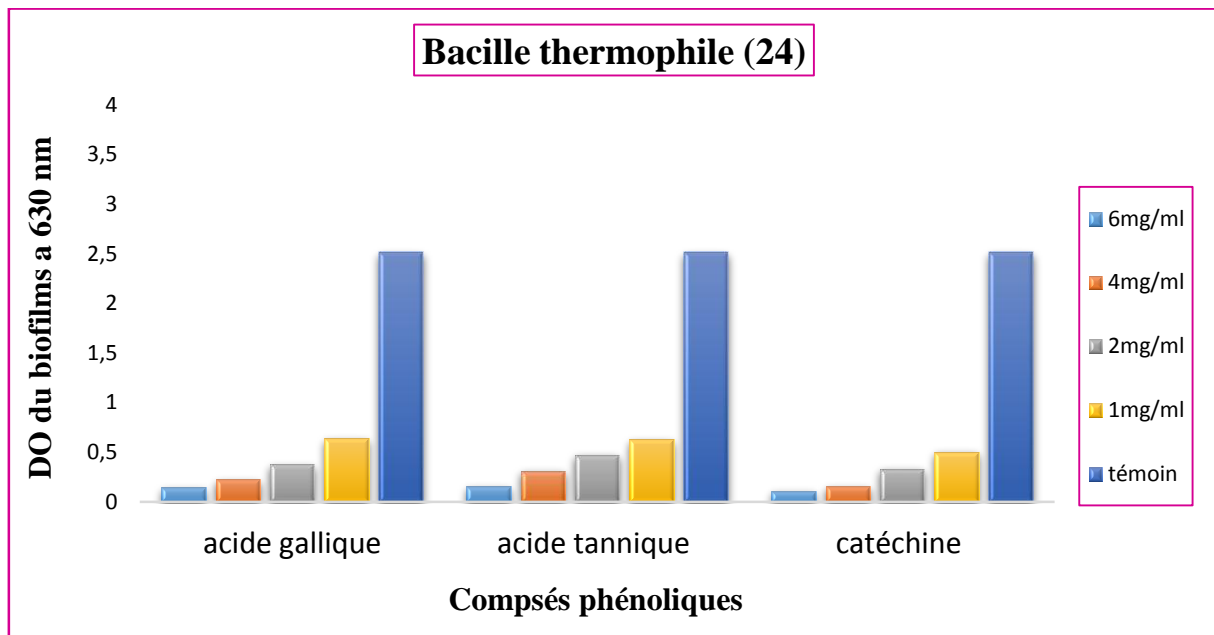 Bacille thermophile (24)
DO du biofilms a 630 nm
4
3,5
3
2,5
2
1,5
1
0,5
0
acide gallique
acide tannique
catéchine
Compsés phénoliques
6mg/ml
4mg/ml
2mg/ml
1mg/ml
témoin